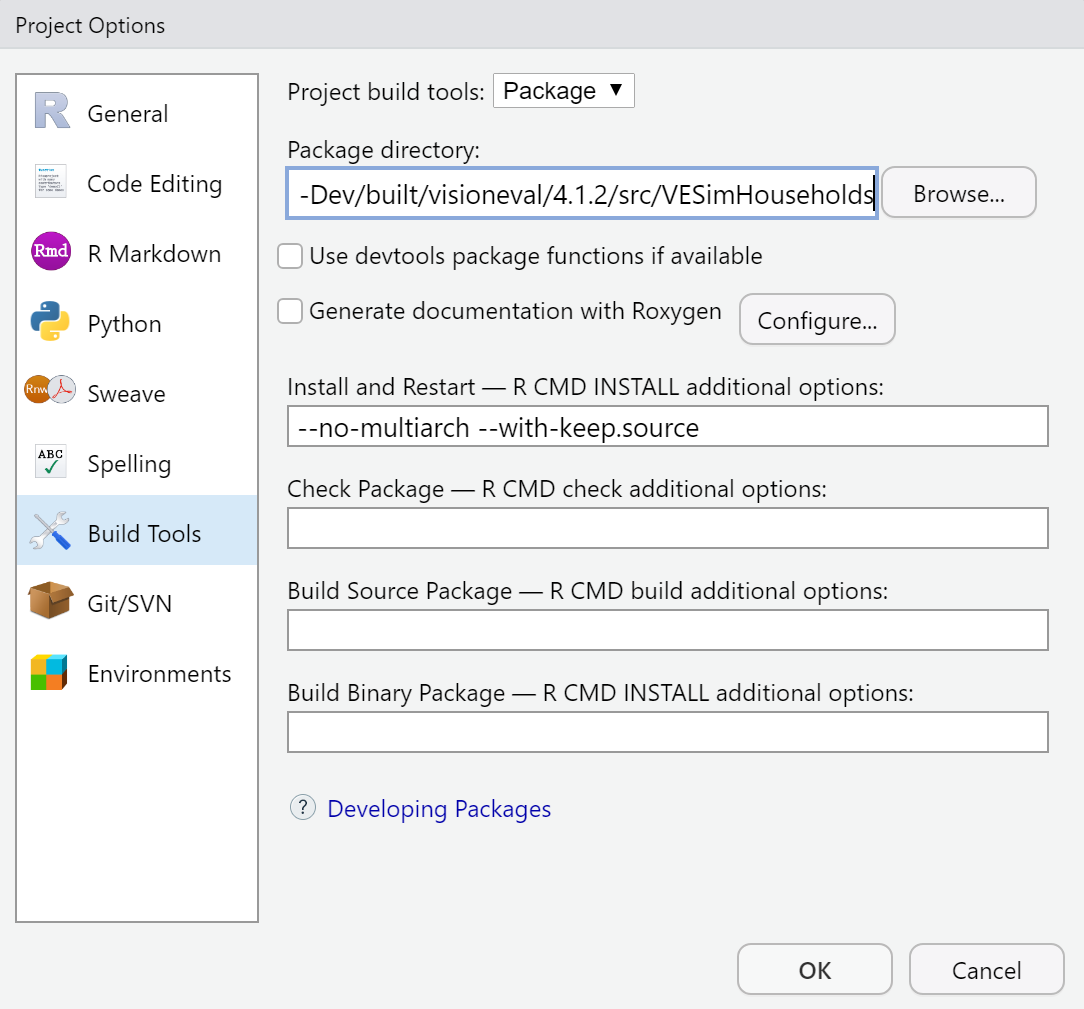 Project Options
General
Code Editing
Rmd
R Markdown
Python
Rnw
Sweave
ABC
Spelling
Build Tools
Git/SVN
Environments
Project build tools: Package ▼
Package directory:
-Dev/built/visioneval/4.1.2/src/VESimHouseholds
Browse...
Use devtools package functions if available
Generate documentation with Roxygen
Configure...
Install and Restart — R CMD INSTALL additional options:
--no-multiarch --with-keep.source
Check Package — R CMD check additional options:
Build Source Package — R CMD build additional options:
Build Binary Package — R CMD INSTALL additional options:
? Developing Packages
OK
Cancel